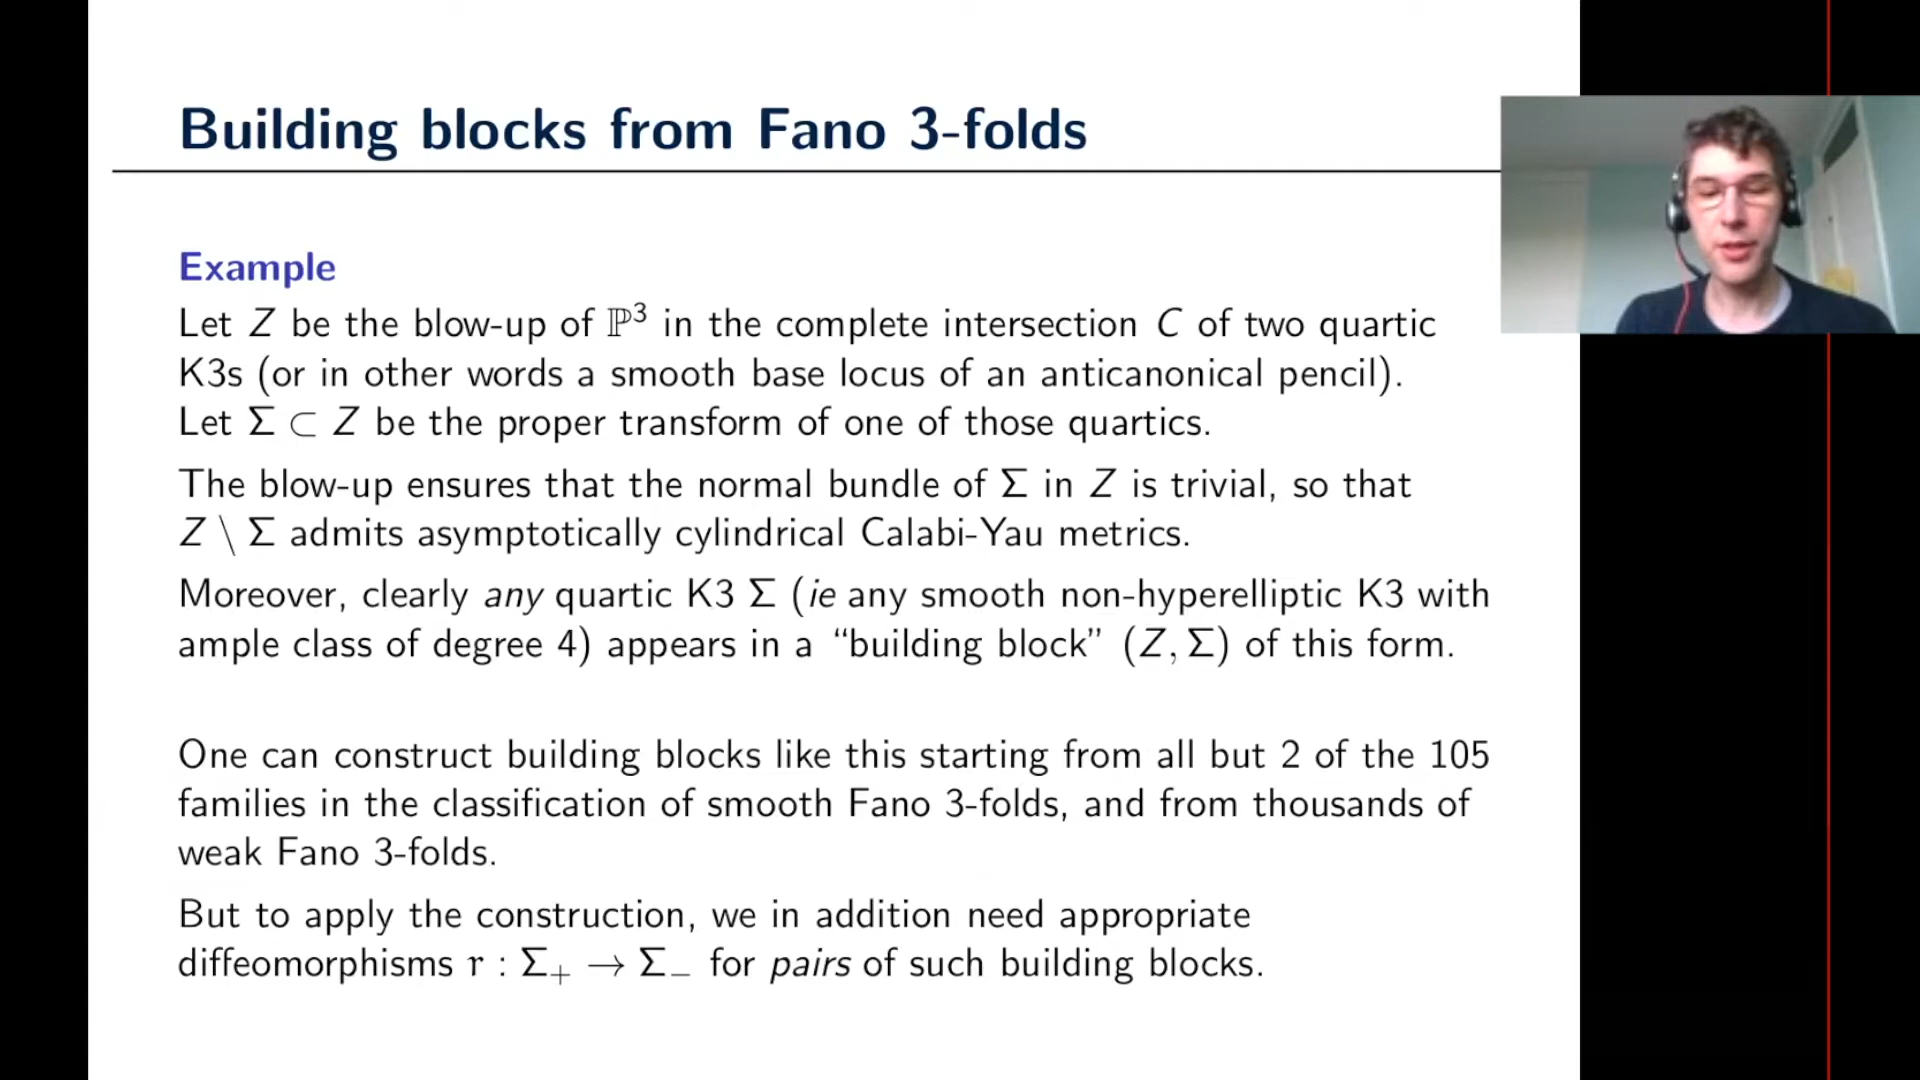 Building blocks from Fano 3-folds
Example
Let Z be the blow-up of ℙ³ in the complete intersection C of two quartic
K3s (or in other words a smooth base locus of an anticanonical pencil).
Let Σ ⊂ Z be the proper transform of one of those quartics.
The blow-up ensures that the normal bundle of Σ in Z is trivial, so that
Z \ Σ admits asymptotically cylindrical Calabi-Yau metrics.
Moreover, clearly any quartic K3 Σ (ie any smooth non-hyperelliptic K3 with
ample class of degree 4) appears in a “building block” (Z, Σ) of this form.
One can construct building blocks like this starting from all but 2 of the 105
families in the classification of smooth Fano 3-folds, and from thousands of
weak Fano 3-folds.
But to apply the construction, we in addition need appropriate
diffeomorphisms r : Σ₊ → Σ₋ for pairs of such building blocks.